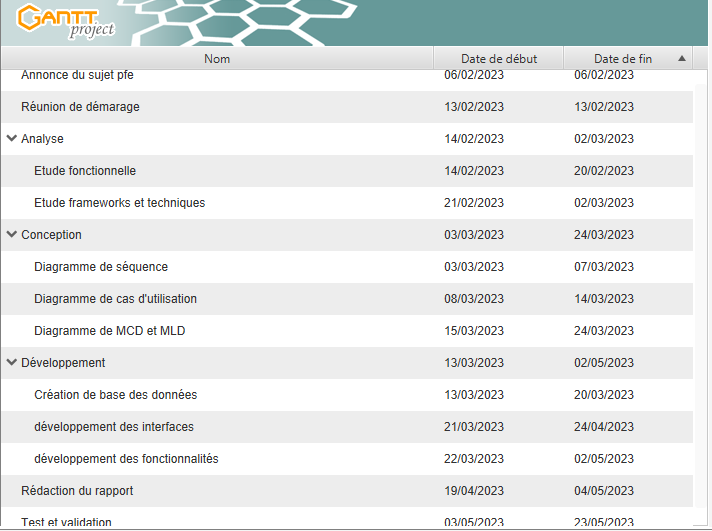 GANTT
project
Nom Date de début Date de fin
Annonce du sujet pfe 06/02/2023 06/02/2023
Réunion de démarage 13/02/2023 13/02/2023
Analyse 14/02/2023 02/03/2023
Etude fonctionnelle 14/02/2023 20/02/2023
Etude frameworks et techniques 21/02/2023 02/03/2023
Conception 03/03/2023 24/03/2023
Diagramme de séquence 03/03/2023 07/03/2023
Diagramme de cas d'utilisation 08/03/2023 14/03/2023
Diagramme de MCD et MLD 15/03/2023 24/03/2023
Développement 13/03/2023 02/05/2023
Création de base des données 13/03/2023 20/03/2023
développement des interfaces 21/03/2023 24/04/2023
développement des fonctionnalités 22/03/2023 02/05/2023
Rédaction du rapport 19/04/2023 04/05/2023
Test et validation 03/05/2023 23/05/2023